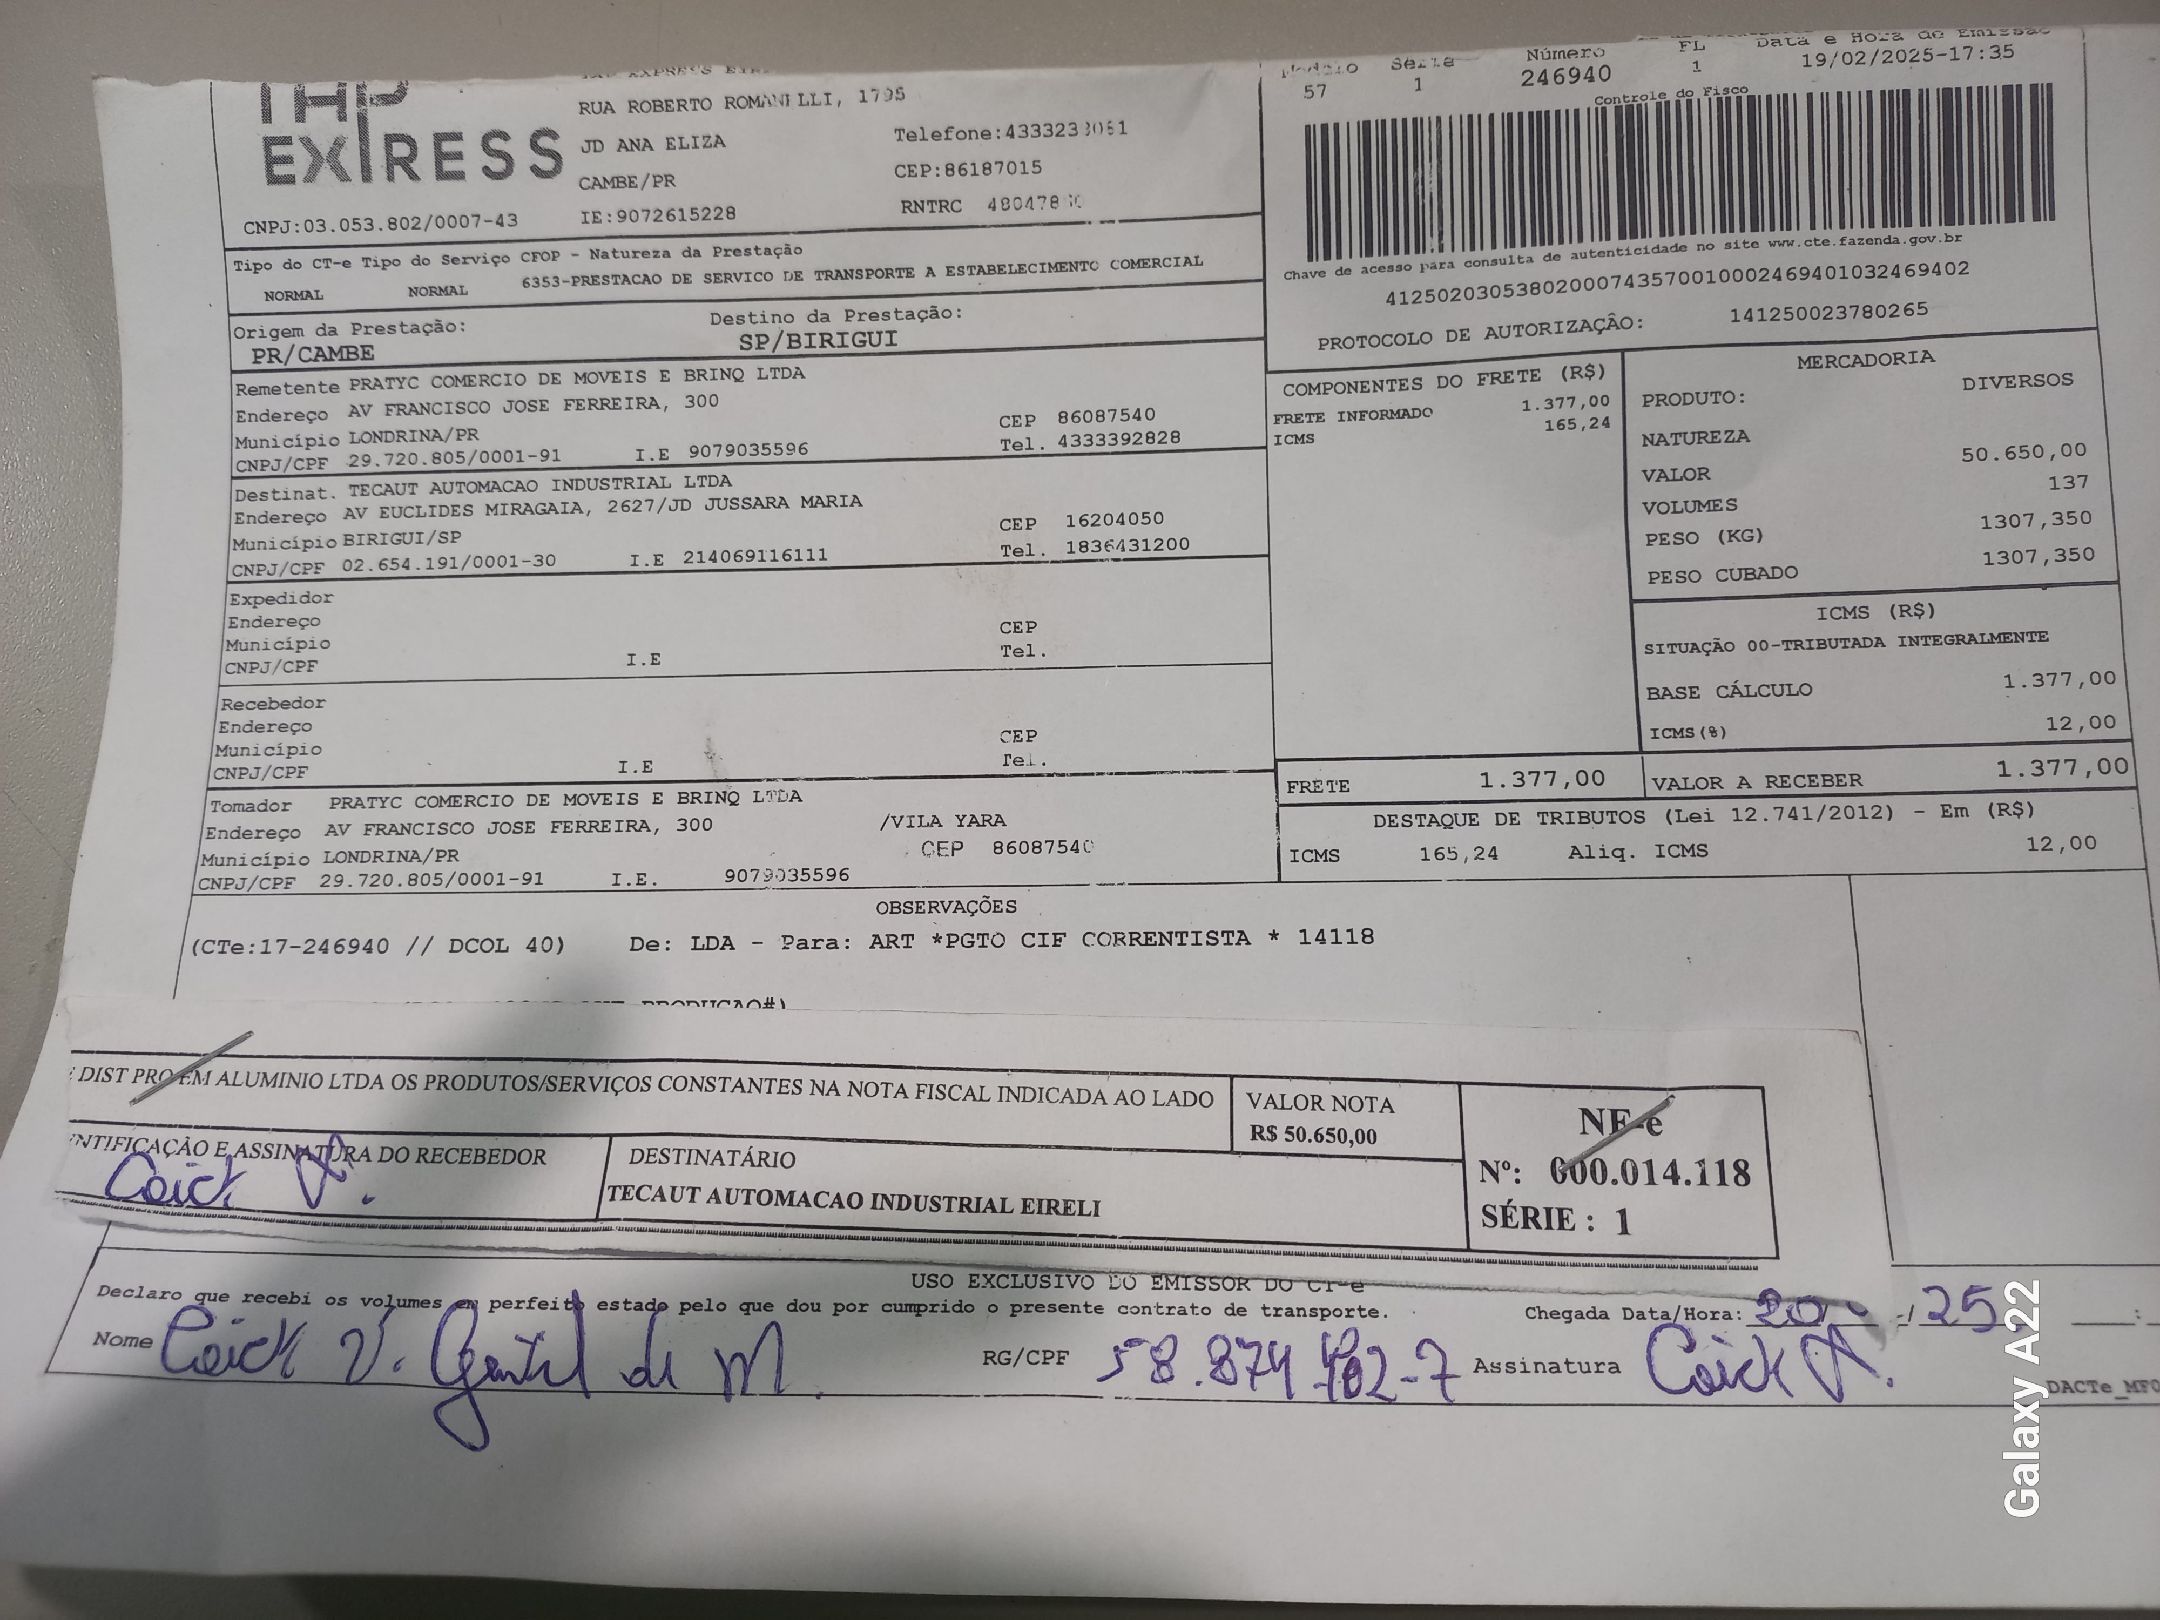 EXPRESS
RUA ROBERTO ROMANELLI, 1795
JD ANA ELIZA
Telefone:4333233061
CAMBE/PR
CEP:86187015
CNPJ:03.053.802/0007-43
IE:9072615228
RNTRC
Modelo Série Número FL Data e Hora de Emissão
57 1 246940 1 19/02/2025-17:35
Controle do Fisco
Chave de acesso para consulta de autenticidade no site www.cte.fazenda.gov.br
41250203053802000743570010002469401032469402
PROTOCOLO DE AUTORIZAÇÃO: 141250023780265
Tipo do CT-e Tipo do Serviço CFOP - Natureza da Prestação
NORMAL NORMAL 6353-PRESTACAO DE SERVICO DE TRANSPORTE A ESTABELECIMENTO COMERCIAL
Origem da Prestação: Destino da Prestação:
PR/CAMBE SP/BIRIGUI
Remetente PRATYC COMERCIO DE MOVEIS E BRINQ LTDA
Endereço AV FRANCISCO JOSE FERREIRA, 300 CEP 86087540
Município LONDRINA/PR Tel. 4333392828
CNPJ/CPF 29.720.805/0001-91 I.E 9079035596
Destinat. TECAUT AUTOMACAO INDUSTRIAL LTDA
Endereço AV EUCLIDES MIRAGAIA, 2627/JD JUSSARA MARIA CEP 16204050
Município BIRIGUI/SP Tel. 1836431200
CNPJ/CPF 02.654.191/0001-30 I.E 214069116111
Expedidor
Endereço
Município CEP
CNPJ/CPF I.E Tel.
Recebedor
Endereço
Município CEP
CNPJ/CPF I.E Tel.
Tomador PRATYC COMERCIO DE MOVEIS E BRINQ LTDA
Endereço AV FRANCISCO JOSE FERREIRA, 300 /VILA YARA
Município LONDRINA/PR CEP 86087540
CNPJ/CPF 29.720.805/0001-91 I.E. 9079035596
COMPONENTES DO FRETE (R$)
FRETE INFORMADO 1.377,00
ICMS 165,24
MERCADORIA
PRODUTO: DIVERSOS
NATUREZA
VALOR 50.650,00
VOLUMES 137
PESO (KG) 1307,350
PESO CUBADO 1307,350
ICMS (R$)
SITUAÇÃO 00-TRIBUTADA INTEGRALMENTE
BASE CÁLCULO 1.377,00
ICMS(%) 12,00
FRETE 1.377,00 VALOR A RECEBER 1.377,00
DESTAQUE DE TRIBUTOS (Lei 12.741/2012) - Em (R$)
ICMS 165,24 Aliq. ICMS 12,00
OBSERVAÇÕES
(CTe:17-246940 // DCOL 40) De: LDA - Para: ART *PGTO CIF CORRENTISTA * 14118
PRODUCAO#)
DIST PRO EM ALUMINIO LTDA OS PRODUTOS/SERVIÇOS CONSTANTES NA NOTA FISCAL INDICADA AO LADO
VALOR NOTA
R$ 50.650,00
NF-e
Nº: 000.014.118
SÉRIE : 1
NTIFICAÇÃO E ASSINATURA DO RECEBEDOR
DESTINATÁRIO
TECAUT AUTOMACAO INDUSTRIAL EIRELI
USO EXCLUSIVO DO EMISSOR DO CT-e
Declaro que recebi os volumes em perfeito estado pelo que dou por cumprido o presente contrato de transporte.
Chegada Data/Hora: 20 / 25
Nome
RG/CPF
Assinatura
DACTe_MF0
Galaxy A22